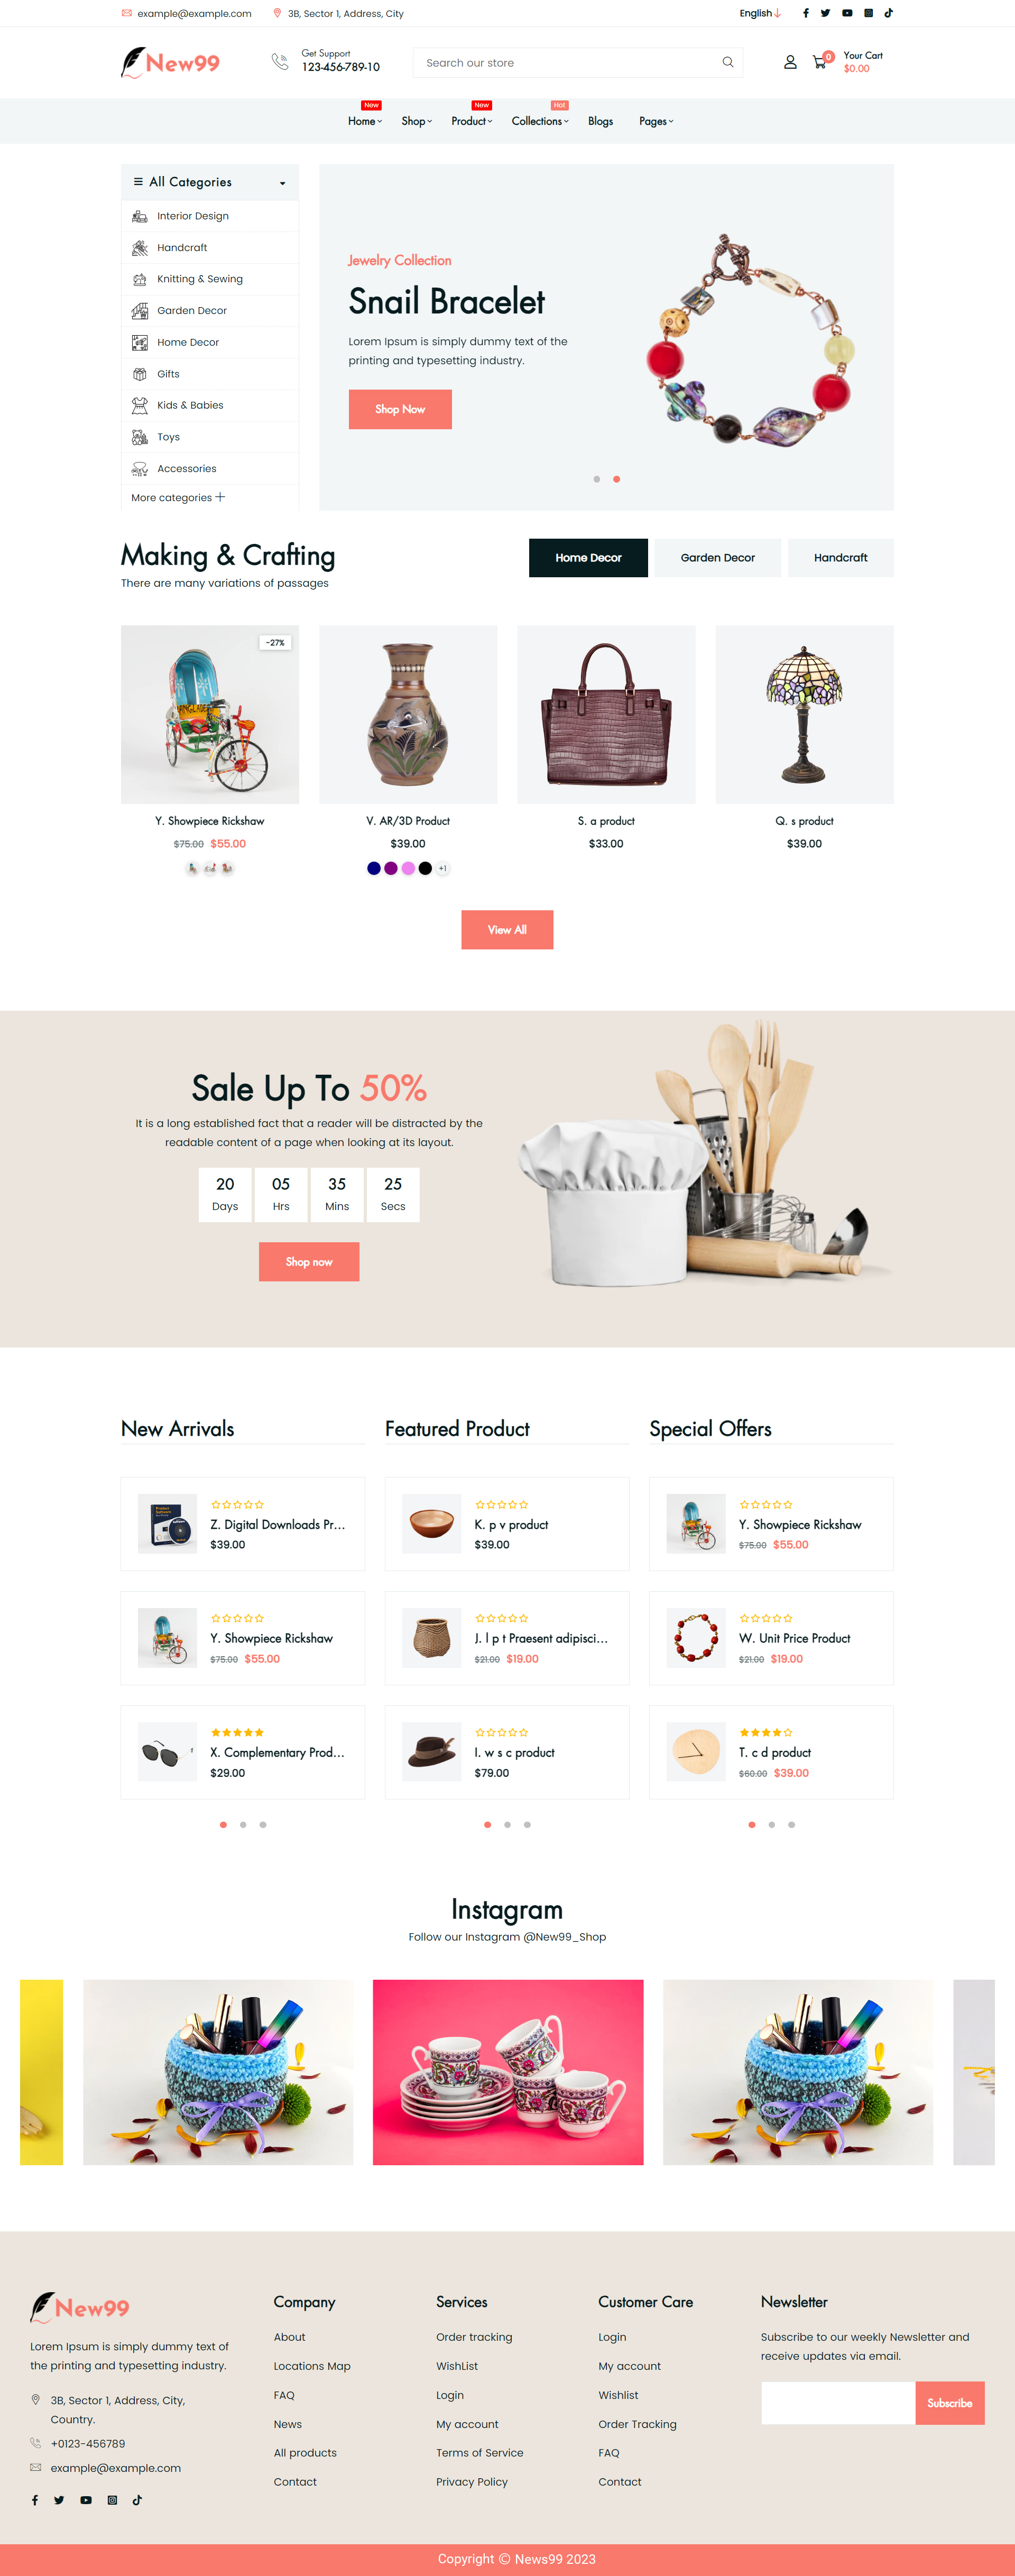 example@example.com
3B, Sector 1, Address, City
English
New99
Get Support
123-456-789-10
Search our store
0
Your Cart
$0.00
New
New
Hot
Home
Shop
Product
Collections
Blogs
Pages
All Categories
Interior Design
Handcraft
Knitting & Sewing
Garden Decor
Home Decor
Gifts
Kids & Babies
Toys
Accessories
More categories
Jewelry Collection
Snail Bracelet
Lorem Ipsum is simply dummy text of the
printing and typesetting industry.
Shop Now
Making & Crafting
There are many variations of passages
Home Decor
Garden Decor
Handcraft
-27%
Y. Showpiece Rickshaw
$75.00 $55.00
V. AR/3D Product
$39.00
+1
S. a product
$33.00
Q. s product
$39.00
View All
Sale Up To 50%
It is a long established fact that a reader will be distracted by the
readable content of a page when looking at its layout.
20
Days
05
Hrs
35
Mins
25
Secs
Shop now
New Arrivals
Z. Digital Downloads Pr...
$39.00
Y. Showpiece Rickshaw
$75.00 $55.00
X. Complementary Prod...
$29.00
Featured Product
K. p v product
$39.00
J. l p t Praesent adipisci...
$21.00 $19.00
I. w s c product
$79.00
Special Offers
Y. Showpiece Rickshaw
$75.00 $55.00
W. Unit Price Product
$21.00 $19.00
T. c d product
$60.00 $39.00
Instagram
Follow our Instagram @New99_Shop
New99
Lorem Ipsum is simply dummy text of
the printing and typesetting industry.
3B, Sector 1, Address, City,
Country.
+0123-456789
example@example.com
Company
About
Locations Map
FAQ
News
All products
Contact
Services
Order tracking
WishList
Login
My account
Terms of Service
Privacy Policy
Customer Care
Login
My account
Wishlist
Order Tracking
FAQ
Contact
Newsletter
Subscribe to our weekly Newsletter and
receive updates via email.
Subscribe
Copyright © News99 2023